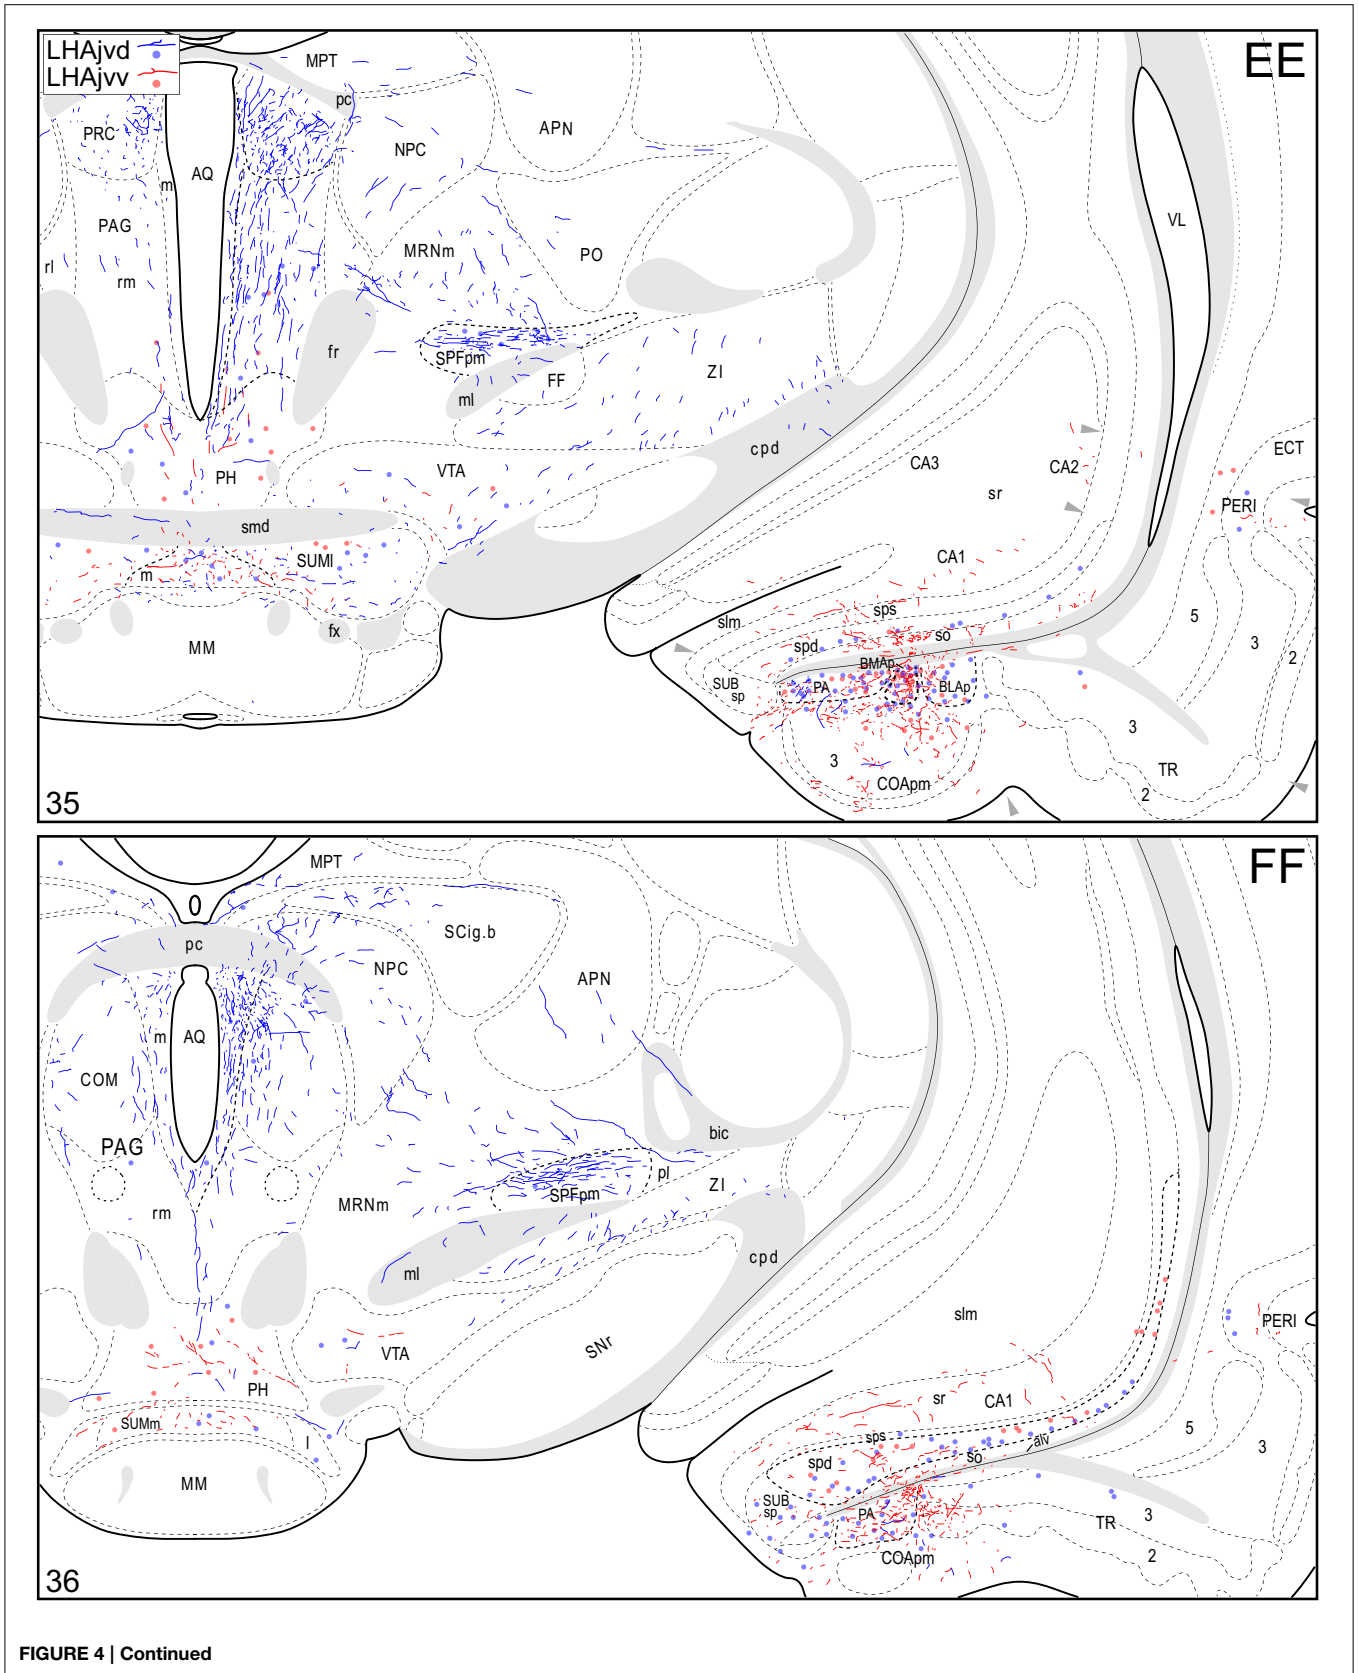 LHAjvd
LHAjvv
EE
MPT
pc
PRC
APN
NPC
m
AQ
VL
PAG
MRNm
PO
rl
rm
fr
SPFpm
FF
ZI
ml
cpd
ECT
CA3
CA2
VTA
PH
sr
PERI
smd
SUMl
CA1
m
slm
sps
so
5
fx
MM
spd
BMAp
3
2
SUB
sp
PA
BLAp
3
3
COApm
TR
2
35
FF
MPT
SCig.b
pc
NPC
APN
m
AQ
COM
PAG
bic
pl
ZI
SPFpm
MRNm
rm
ml
cpd
slm
PERI
SNr
VTA
PH
sr
CA1
SUMm
l
sps
alv
5
3
so
spd
MM
SUB
sp
PA
TR
3
COApm
2
36
FIGURE 4 | Continued